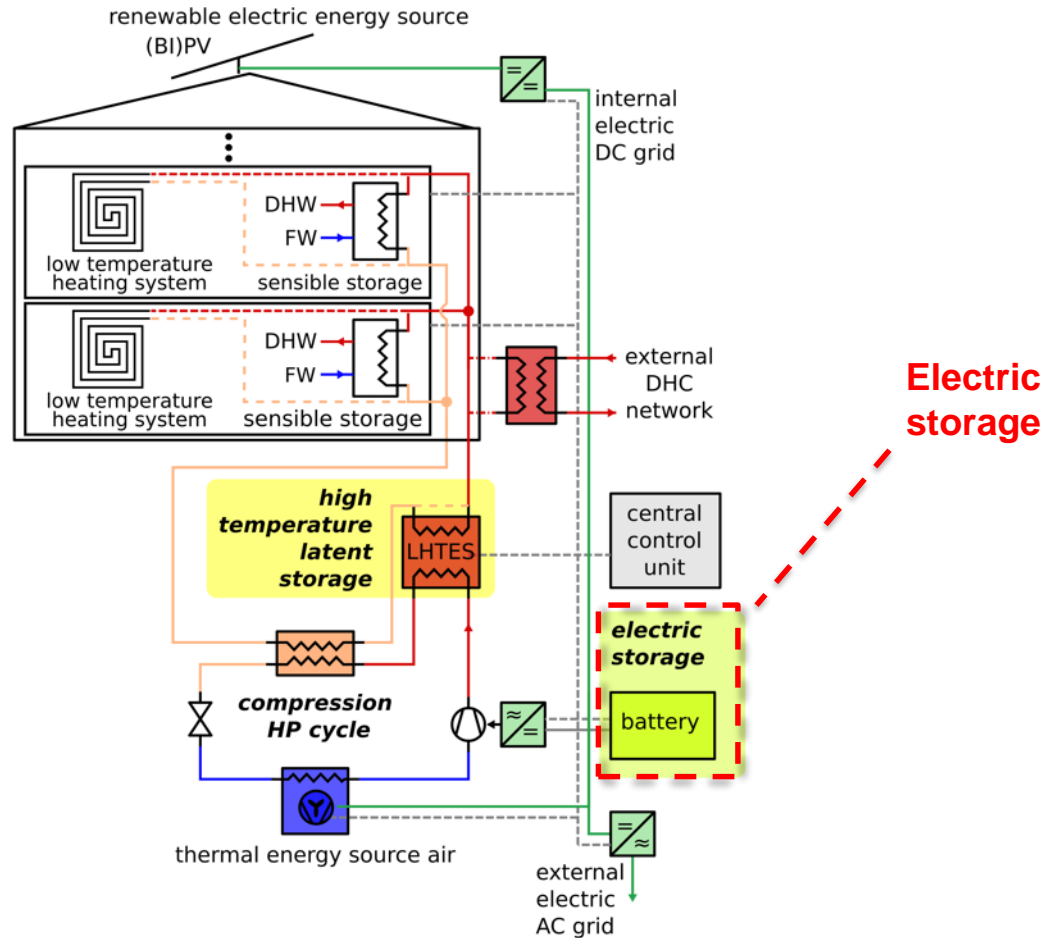 renewable electric energy source
(BI)PV
=
=
internal
electric
DC grid
DHW
FW
low temperature
heating system
sensible storage
DHW
FW
low temperature
heating system
sensible storage
external
DHC
network
Electric
storage
high
temperature
latent
storage
LHTES
central
control
unit
electric
storage
battery
compression
HP cycle
≈
=
thermal energy source air
=
≈
external
electric
AC grid